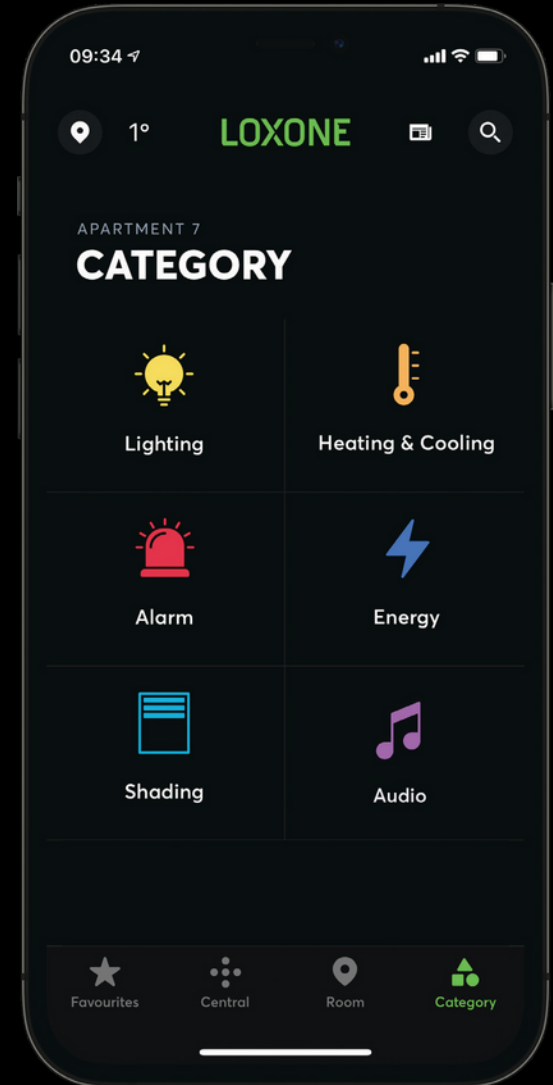 09:34
1°
LOXONE
APARTMENT 7
CATEGORY
Lighting
Heating & Cooling
Alarm
Energy
Shading
Audio
Favourites
Central
Room
Category